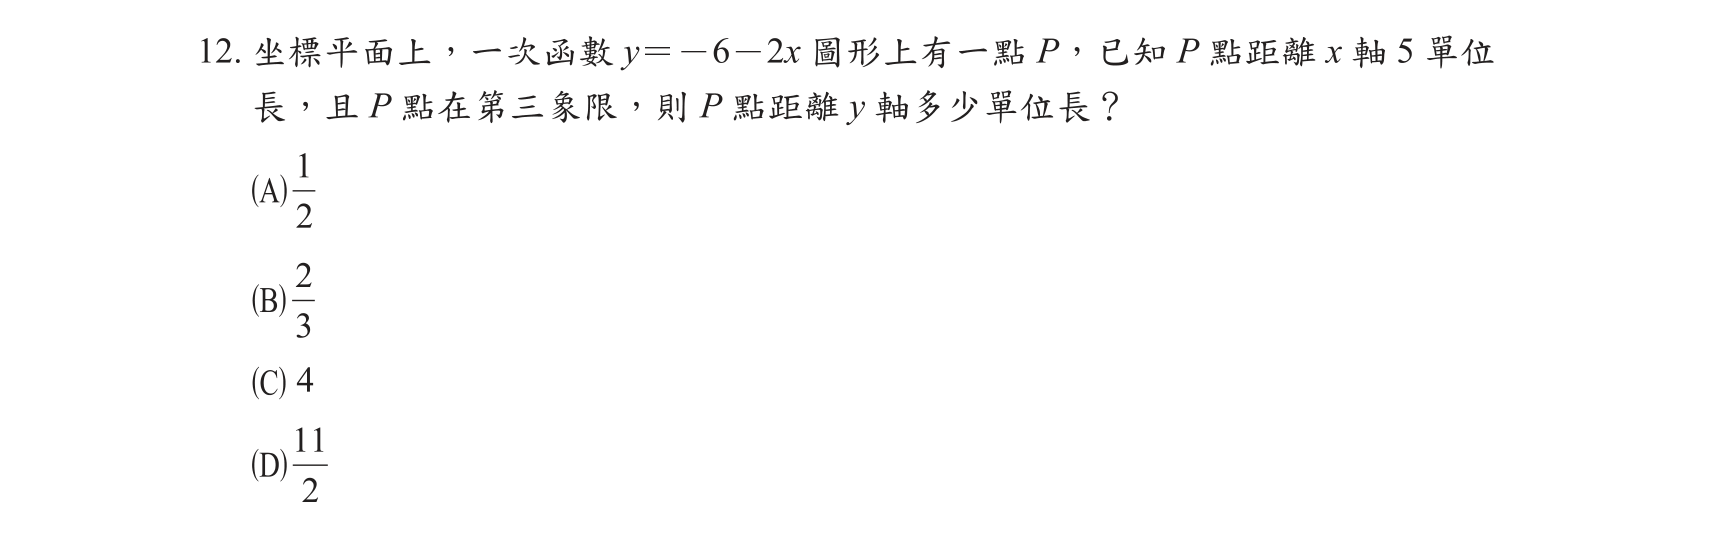 12. 坐標平面上，一次函數 y＝－6－2x 圖形上有一點 P，已知 P 點距離 x 軸 5 單位
長，且 P 點在第三象限，則 P 點距離 y 軸多少單位長？
(A) 1/2
(B) 2/3
(C) 4
(D) 11/2